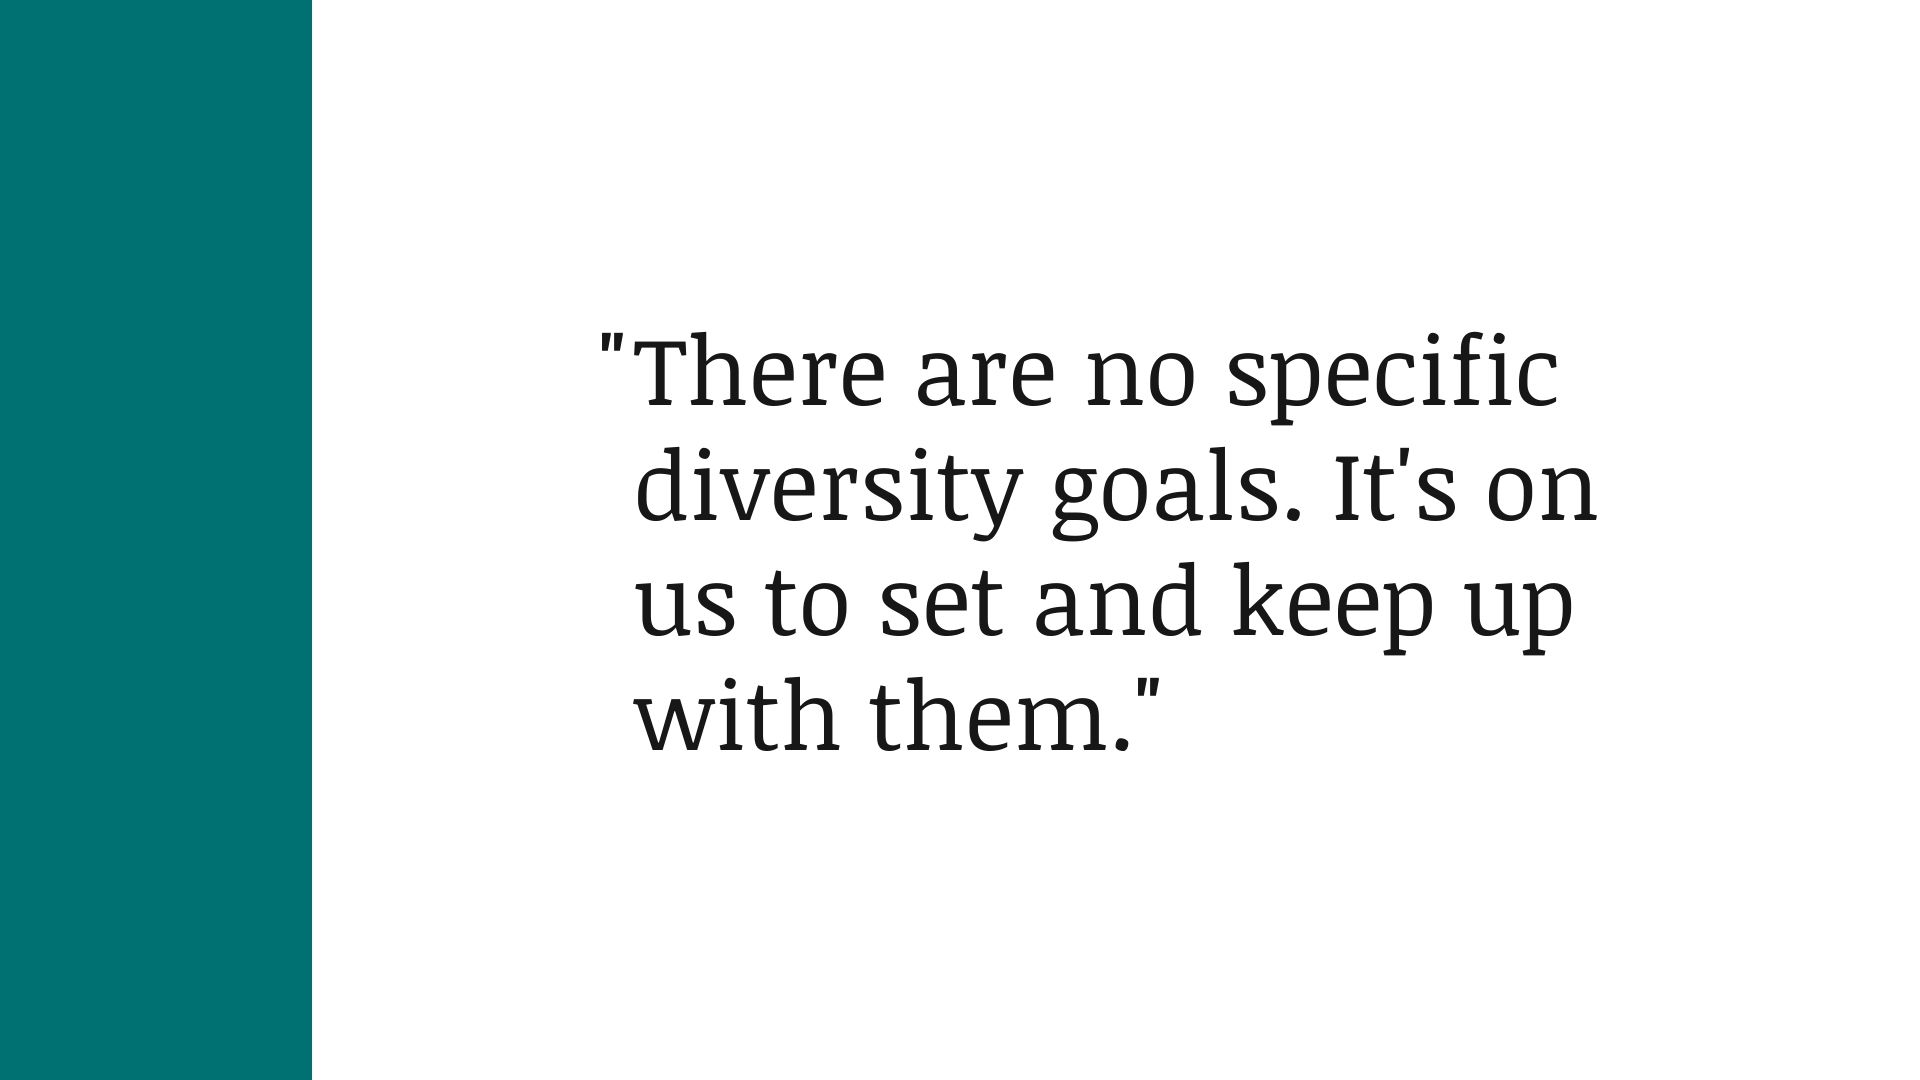 "There are no specific
diversity goals. It's on
us to set and keep up
with them."